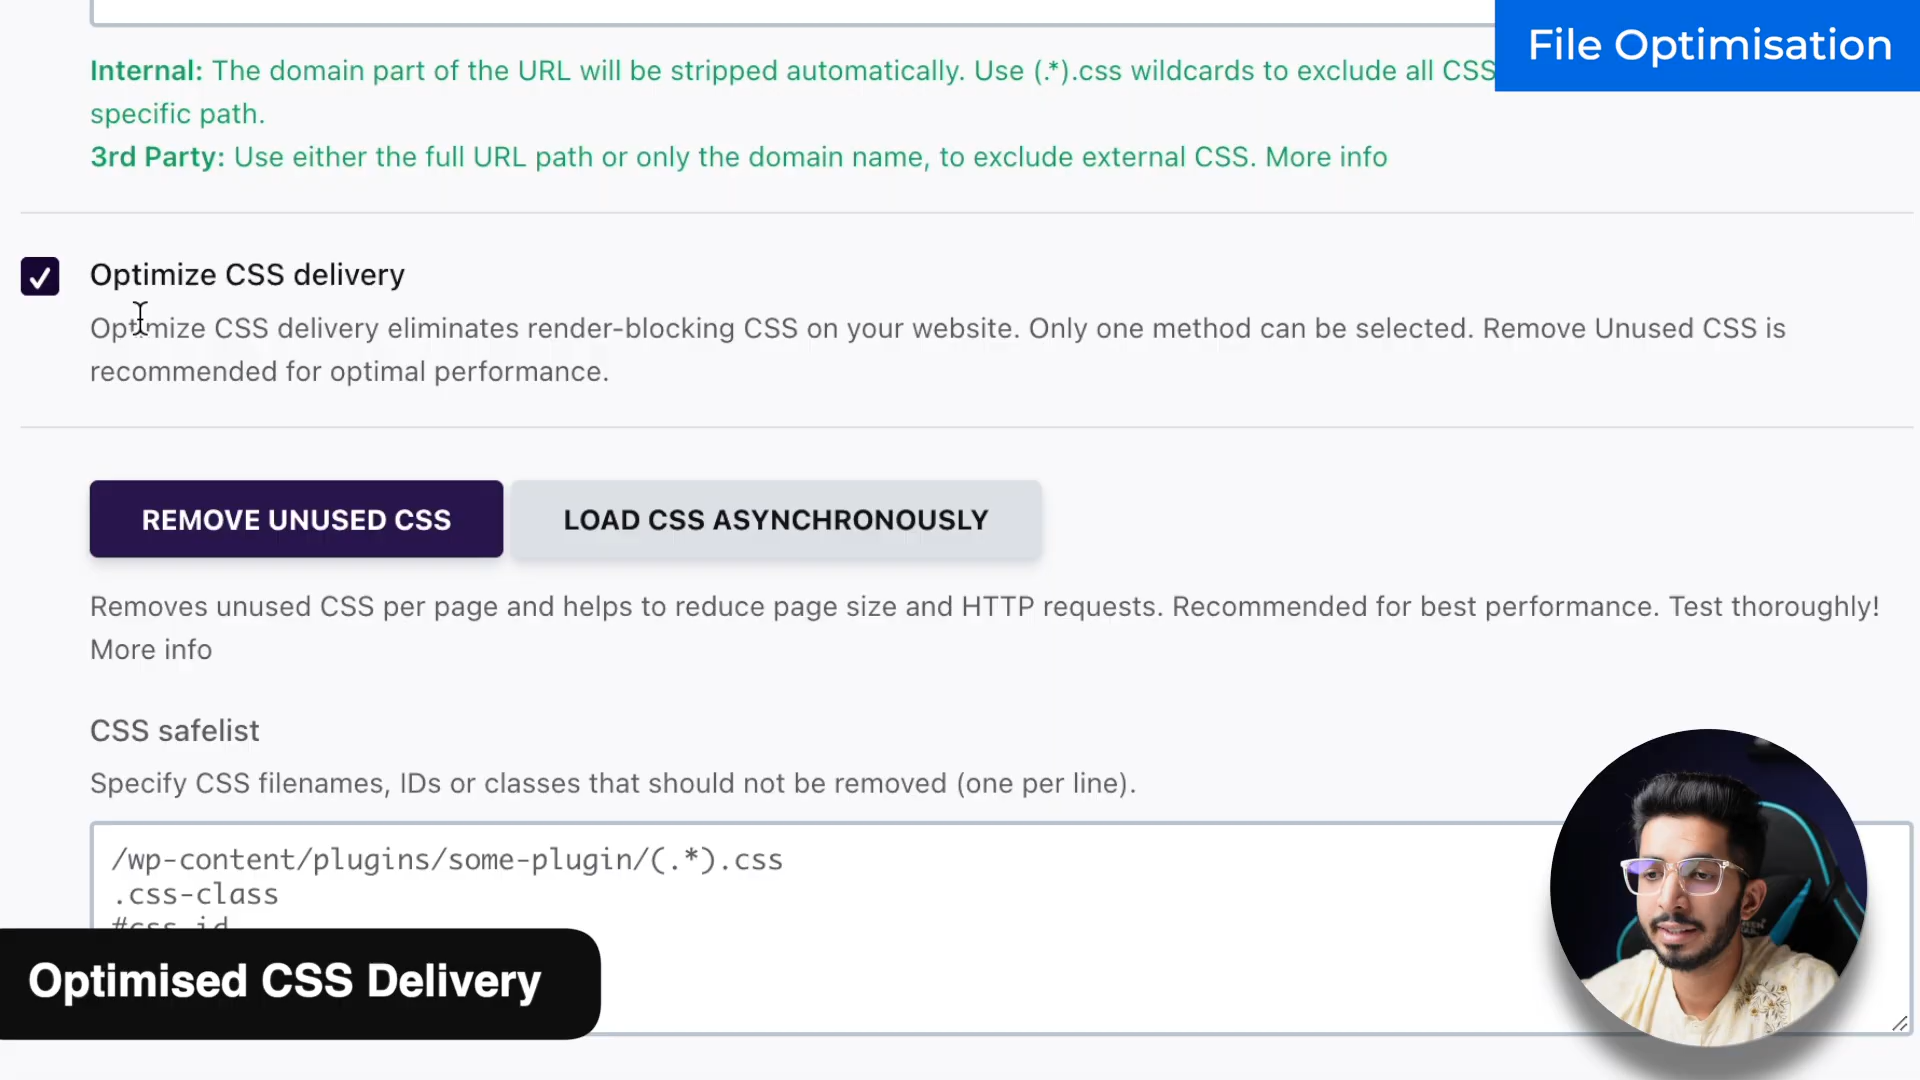 File Optimisation
Internal: The domain part of the URL will be stripped automatically. Use (.*).css wildcards to exclude all CSS
specific path.
3rd Party: Use either the full URL path or only the domain name, to exclude external CSS. More info
Optimize CSS delivery
Optimize CSS delivery eliminates render-blocking CSS on your website. Only one method can be selected. Remove Unused CSS is
recommended for optimal performance.
REMOVE UNUSED CSS
LOAD CSS ASYNCHRONOUSLY
Removes unused CSS per page and helps to reduce page size and HTTP requests. Recommended for best performance. Test thoroughly!
More info
CSS safelist
Specify CSS filenames, IDs or classes that should not be removed (one per line).
/wp-content/plugins/some-plugin/(.*).css
.css-class
#css-id
Optimised CSS Delivery